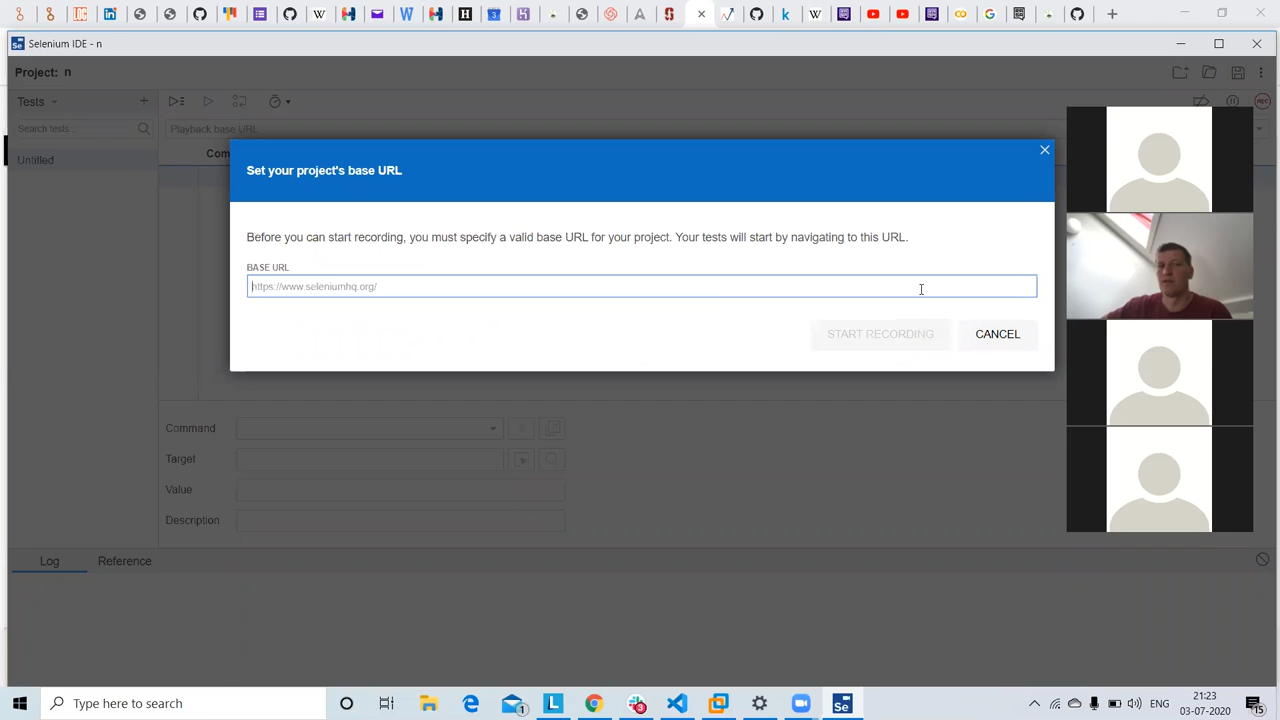 Selenium IDE - n
Project: n
Tests
Search tests...
Playback base URL
REC
Untitled
Com
Set your project's base URL
Before you can start recording, you must specify a valid base URL for your project. Your tests will start by navigating to this URL.
BASE URL
https://www.seleniumhq.org/
START RECORDING
CANCEL
Command
Target
Value
Description
Log
Reference
Type here to search
ENG
21:23
03-07-2020
15